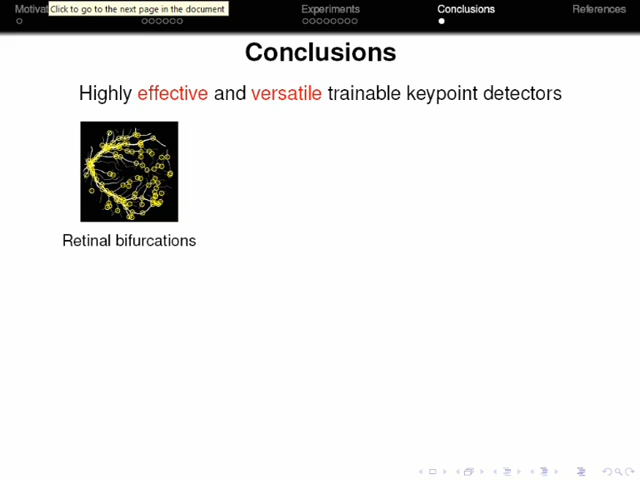 Motivat
Click to go to the next page in the document
Experiments
Conclusions
References
Conclusions
Highly effective and versatile trainable keypoint detectors
Retinal bifurcations